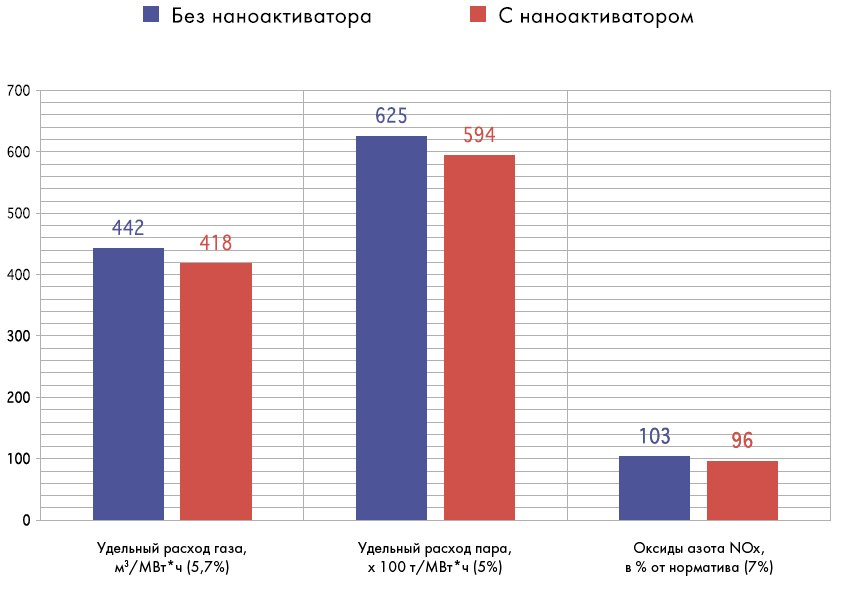 Без наноактиватора
С наноактиватором
700
600
500
400
300
200
100
0
442
418
625
594
103
96
Удельный расход газа,
м³/МВт*ч (5,7%)
Удельный расход пара,
х 100 т/МВт*ч (5%)
Оксиды азота NOx,
в % от норматива (7%)